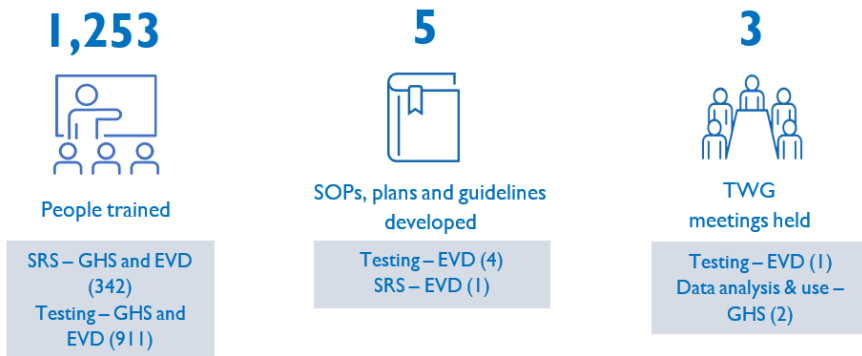 1,253
People trained
SRS – GHS and EVD
(342)
Testing – GHS and
EVD (911)
5
SOPs, plans and guidelines
developed
Testing – EVD (4)
SRS – EVD (1)
3
TWG
meetings held
Testing – EVD (1)
Data analysis & use –
GHS (2)